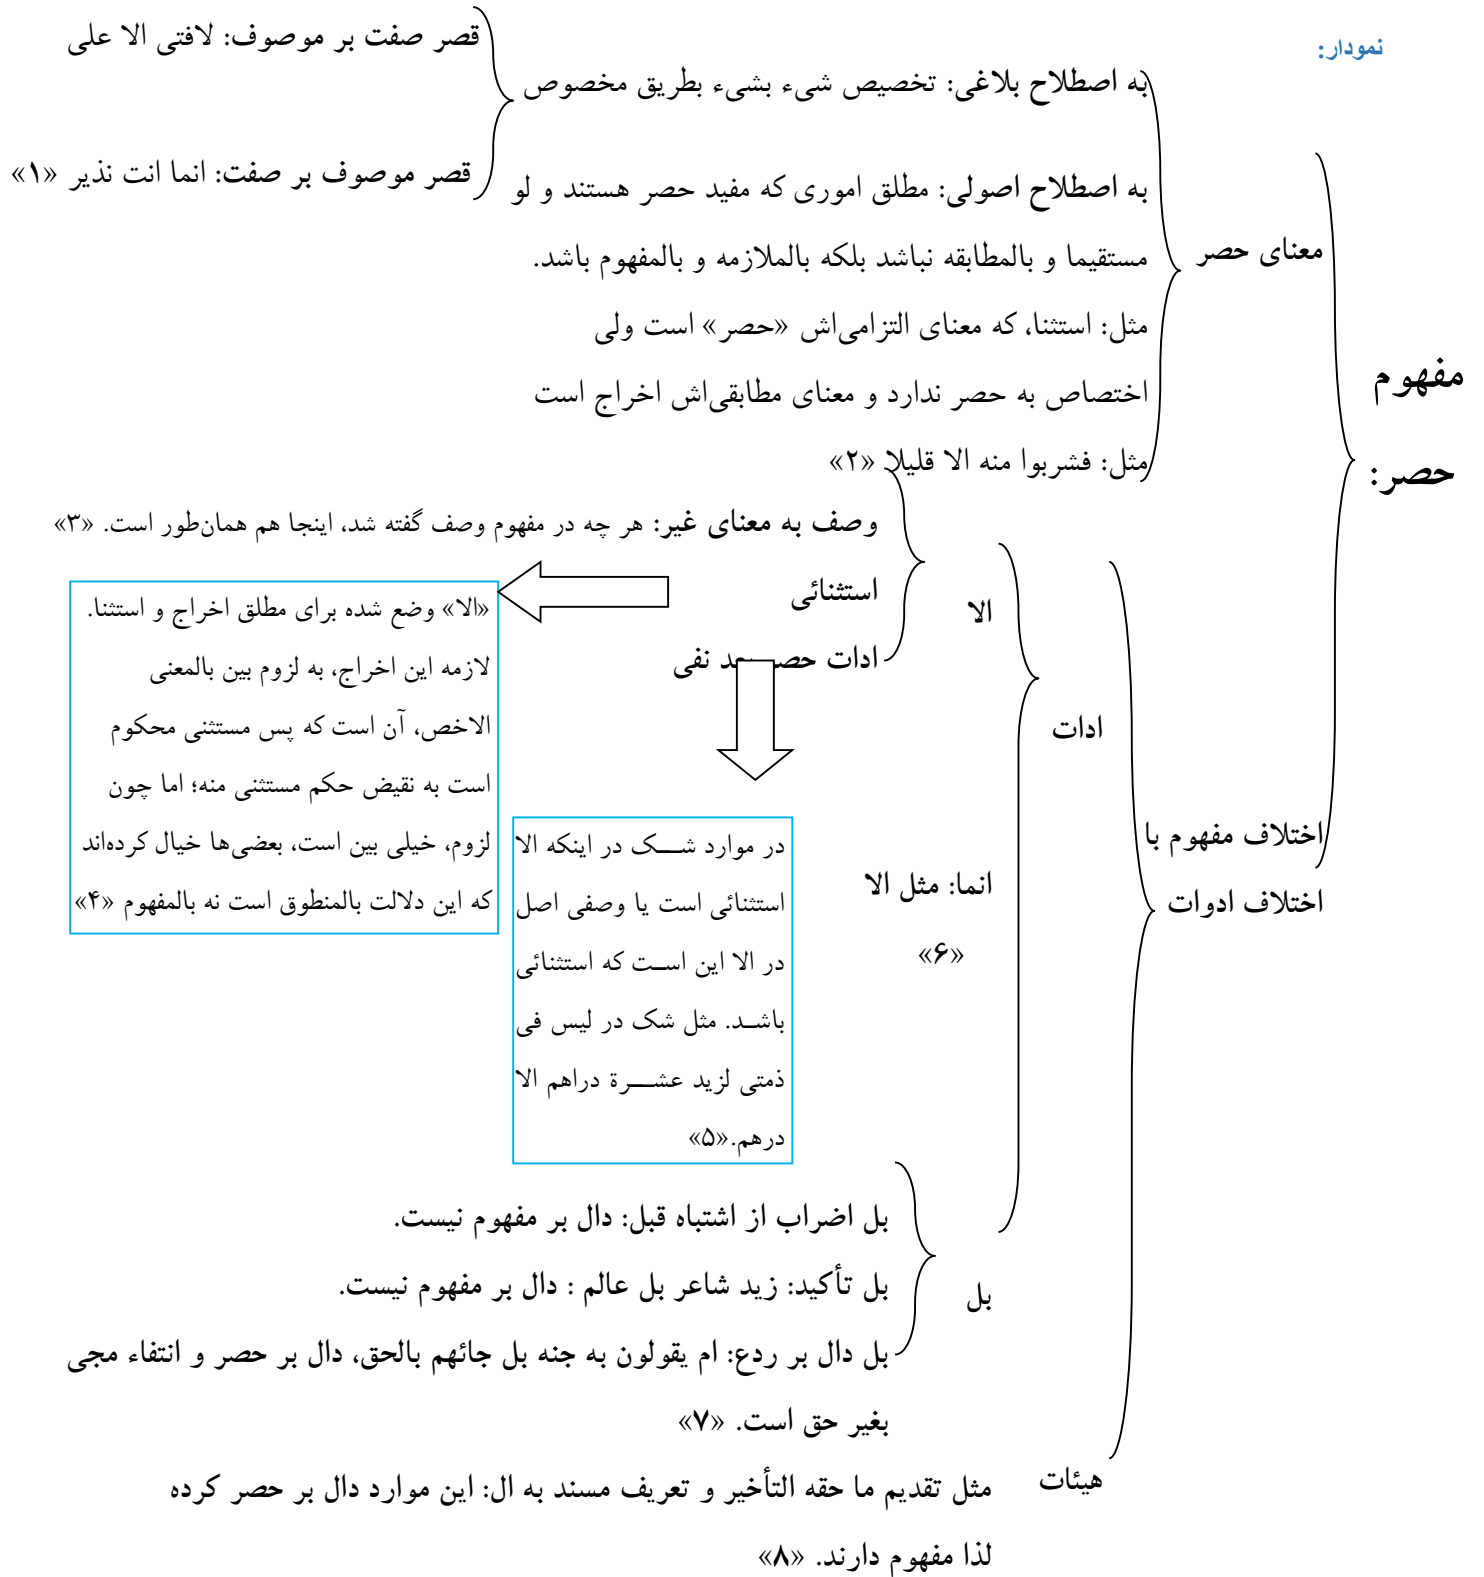 نمودار:
مفهوم
حصر:
معنای حصر
به اصطلاح بلاغی: تخصیص شیء بشیء بطریق مخصوص
قصر صفت بر موصوف: لافتی الا علی
قصر موصوف بر صفت: انما انت نذیر «۱»
به اصطلاح اصولی: مطلق اموری که مفید حصر هستند و لو
مستقیما و بالمطابقه نباشد بلکه بالملازمه و بالمفهوم باشد.
مثل: استثنا، که معنای التزامی‌اش «حصر» است ولی
اختصاص به حصر ندارد و معنای مطابقی‌اش اخراج است
مثل: فشربوا منه الا قلیلا «۲»
اختلاف مفهوم با
اختلاف ادوات
ادات
الا
وصف به معنای غیر: هر چه در مفهوم وصف گفته شد، اینجا هم همان‌طور است. «۳»
استثنائی
«الا» وضع شده برای مطلق اخراج و استثنا.
لازمه این اخراج، به لزوم بین بالمعنی
الاخص، آن است که پس مستثنی محکوم
است به نقیض حکم مستثنی منه؛ اما چون
لزوم، خیلی بین است، بعضی‌ها خیال کرده‌اند
که این دلالت بالمنطوق است نه بالمفهوم «۴»
ادات حصر نفی
در موارد شک در اینکه الا
استثنائی است یا وصفی اصل
در الا این است که استثنائی
باشد. مثل شک در لیس فی
ذمتی لزید عشرة دراهم الا
درهم.«۵»
انما: مثل الا
«۶»
بل
بل اضراب از اشتباه قبل: دال بر مفهوم نیست.
بل تأکید: زید شاعر بل عالم : دال بر مفهوم نیست.
بل دال بر ردع: ام یقولون به جنه بل جائهم بالحق، دال بر حصر و انتفاء مجی
بغیر حق است. «۷»
هیئات
مثل تقدیم ما حقه التأخیر و تعریف مسند به ال: این موارد دال بر حصر کرده
لذا مفهوم دارند. «۸»